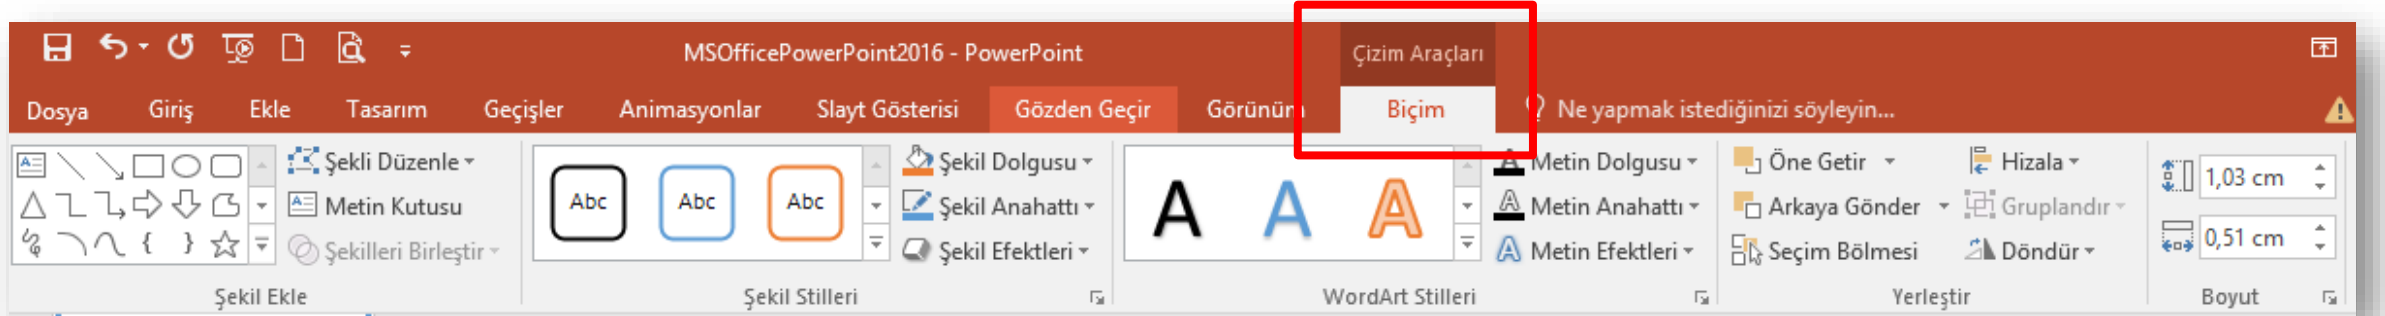 MSOfficePowerPoint2016 - PowerPoint
Çizim Araçları
Dosya Giriş Ekle Tasarım Geçişler Animasyonlar Slayt Gösterisi Gözden Geçir Görünüm Biçim Ne yapmak istediğinizi söyleyin...
Şekli Düzenle
Metin Kutusu
Şekilleri Birleştir
Şekil Ekle
Abc Abc Abc
Şekil Dolgusu
Şekil Anahattı
Şekil Efektleri
Şekil Stilleri
A A A
Metin Dolgusu
Metin Anahattı
Metin Efektleri
WordArt Stilleri
Öne Getir
Arkaya Gönder
Seçim Bölmesi
Hizala
Gruplandır
Döndür
Yerleştir
1,03 cm
0,51 cm
Boyut